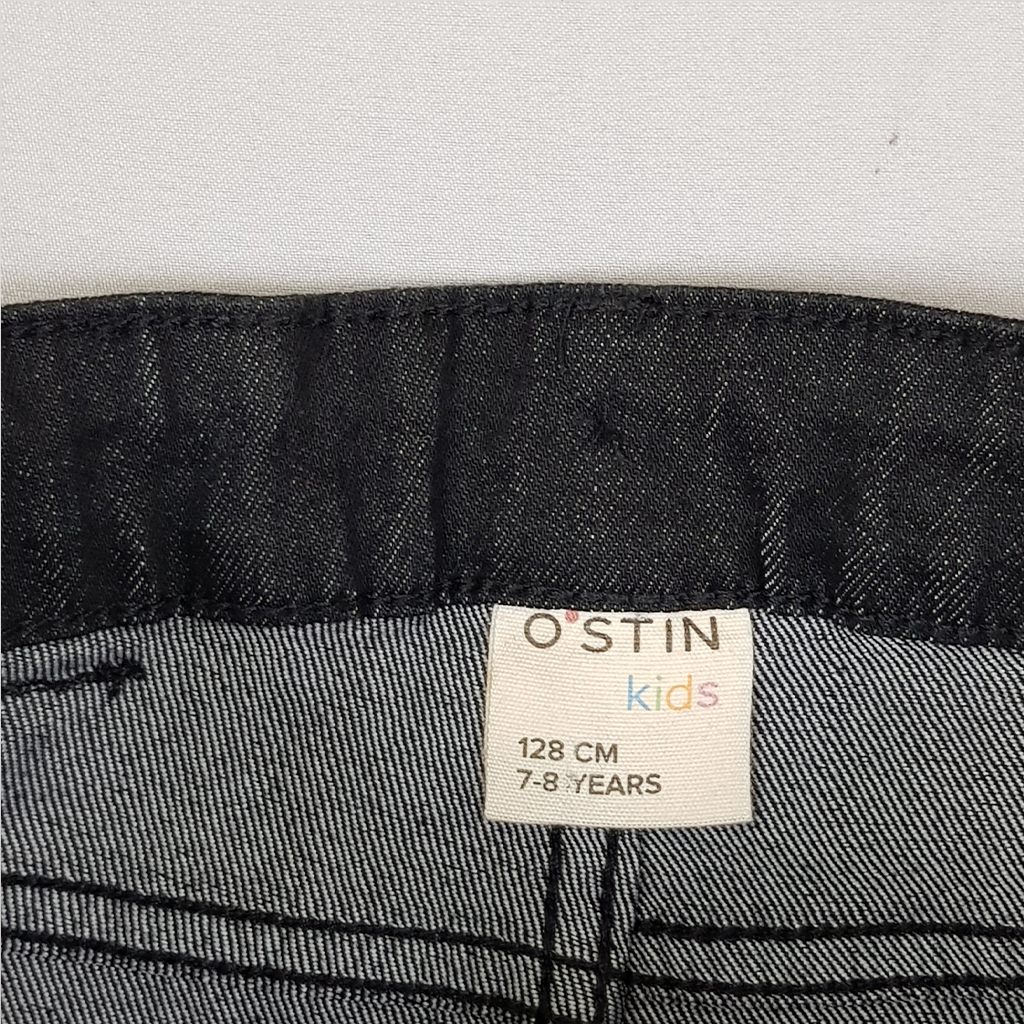 O'STIN
kids
128 CM
7-8 YEARS